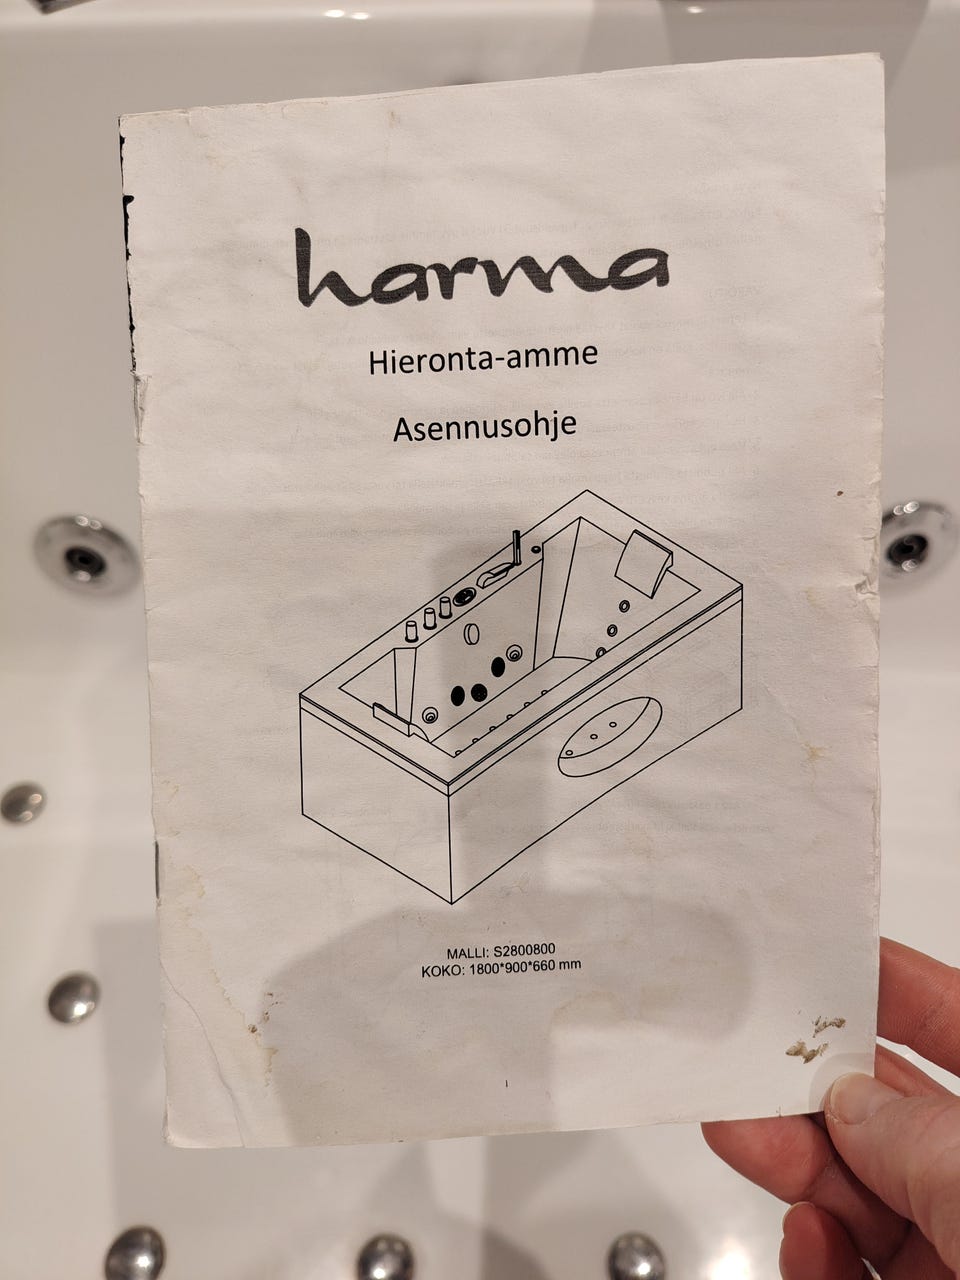 harma
Hieronta-amme
Asennusohje
MALLI: S2800800
KOKO: 1800*900*660 mm